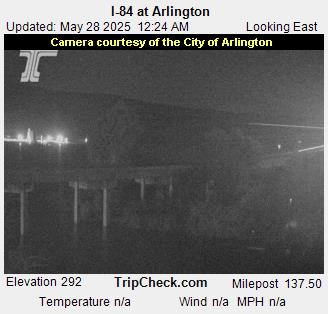 I-84 at Arlington
Updated: May 28 2025 12:24 AM Looking East
Camera courtesy of the City of Arlington
Elevation 292 TripCheck.com Milepost 137.50
Temperature n/a Wind n/a MPH n/a